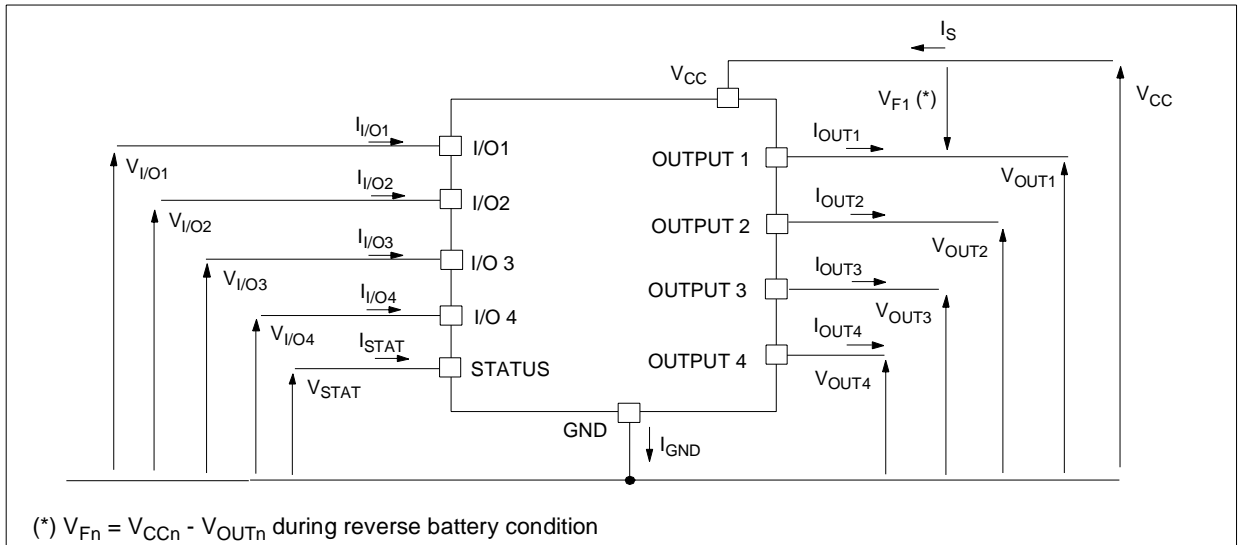 I_S
V_CC
V_F1 (*)
V_CC
I_I/O1
I/O1
V_I/O1
I_I/O2
I/O2
V_I/O2
I_I/O3
I/O 3
V_I/O3
I_I/O4
I/O 4
V_I/O4
I_STAT
STATUS
V_STAT
OUTPUT 1
I_OUT1
V_OUT1
OUTPUT 2
I_OUT2
V_OUT2
OUTPUT 3
I_OUT3
V_OUT3
OUTPUT 4
I_OUT4
V_OUT4
GND
I_GND
(*) V_Fn = V_CCn - V_OUTn during reverse battery condition